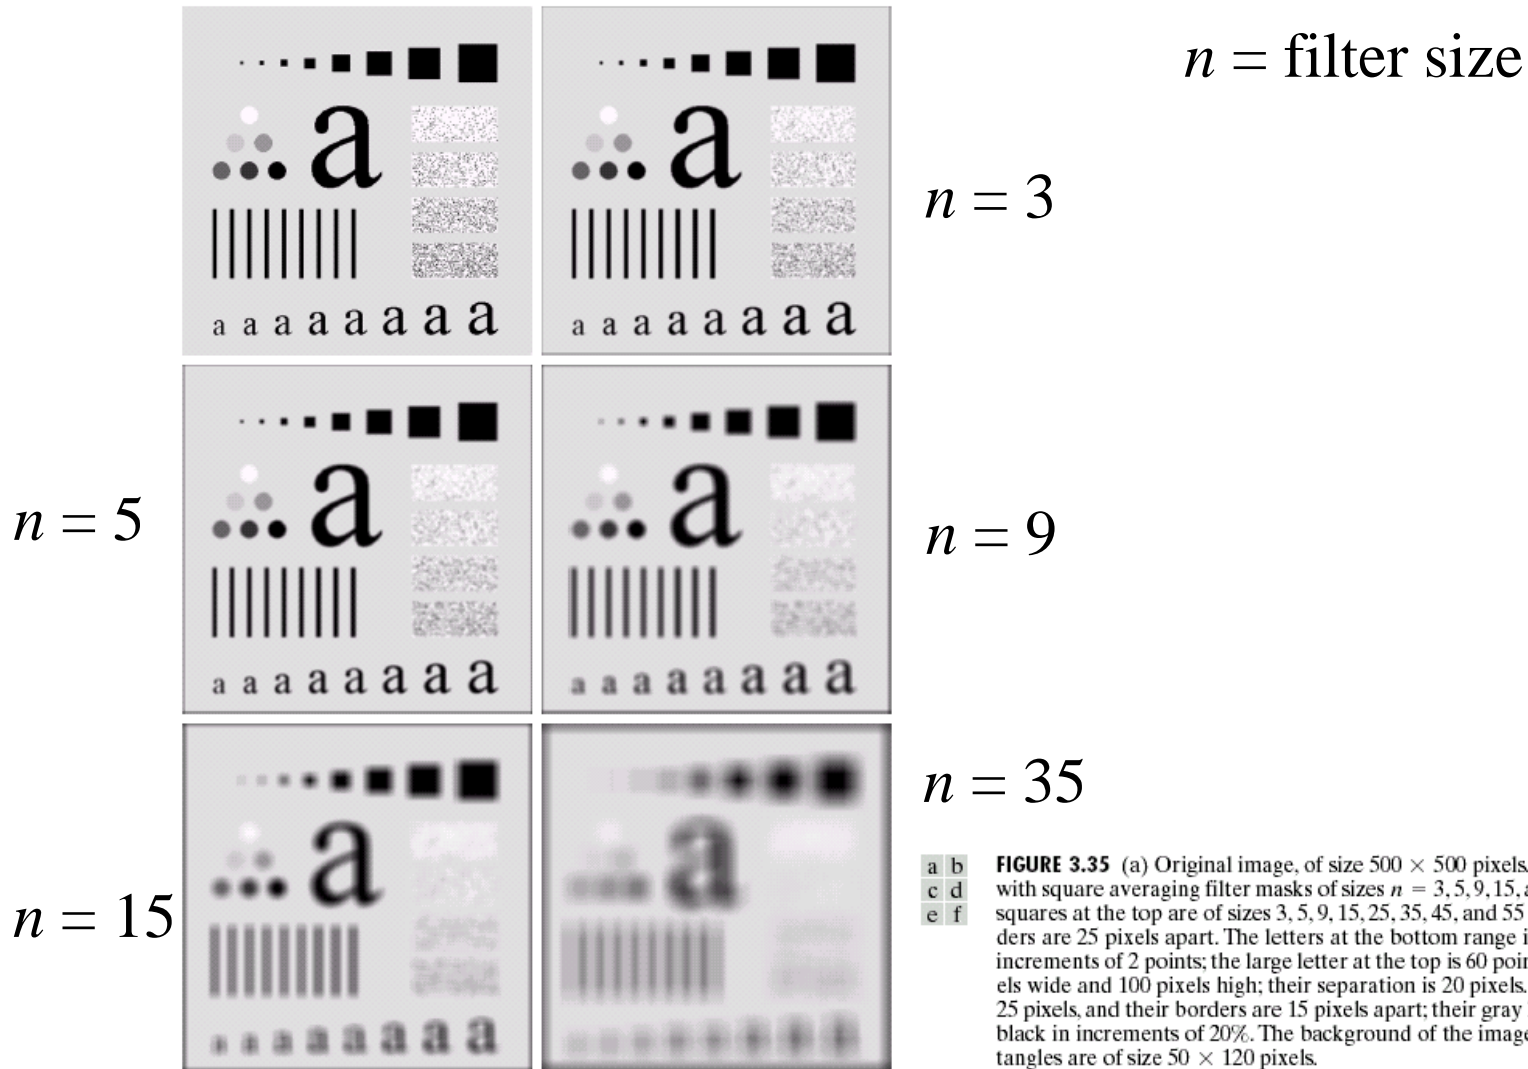 n = filter size
a
a a a a a a a a
a
a a a a a a a a
n = 3
n = 5
a
a a a a a a a a
a
a a a a a a a a
n = 9
n = 15
a
a a a a a a a a
a
a a a a a a a a
n = 35
a b
c d
e f
FIGURE 3.35 (a) Original image, of size 500 × 500 pixels.
with square averaging filter masks of sizes n = 3, 5, 9, 15, a
squares at the top are of sizes 3, 5, 9, 15, 25, 35, 45, and 55
ders are 25 pixels apart. The letters at the bottom range i
increments of 2 points; the large letter at the top is 60 poin
els wide and 100 pixels high; their separation is 20 pixels.
25 pixels, and their borders are 15 pixels apart; their gray
black in increments of 20%. The background of the image
tangles are of size 50 × 120 pixels.